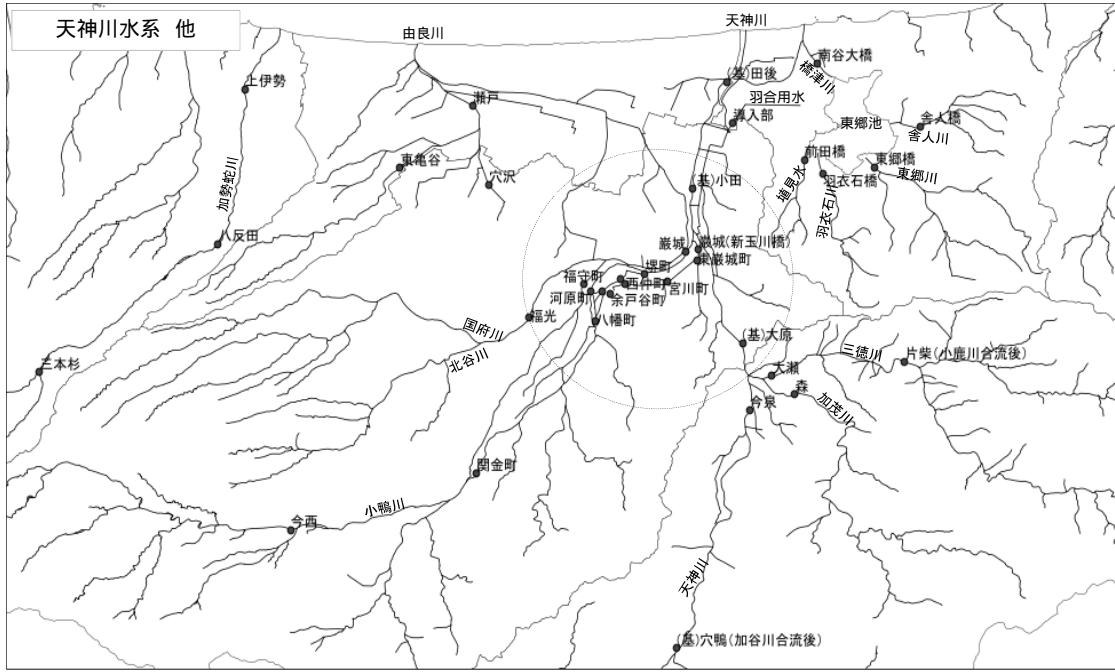 天神川水系 他
由良川
天神川
南谷大橋
橋津川
(基)田後
上伊勢
瀬戸
羽合用水
導入部
東郷池
舎人橋
舎人川
前田橋
東郷橋
東亀谷
穴沢
(基)小田
羽衣石橋
東郷川
加勢蛇川
埴見水
羽衣石川
八反田
巌城
巌城(新玉川橋)
東巌城町
堺町
福守町
西仲町
宮川町
河原町
余戸谷町
福光
八幡町
国府川
(基)大原
北谷川
三徳川
片柴(小鹿川合流後)
三本杉
大瀬
森
今泉
加茂川
関金町
小鴨川
今西
天神川
(基)穴鴨(加谷川合流後)